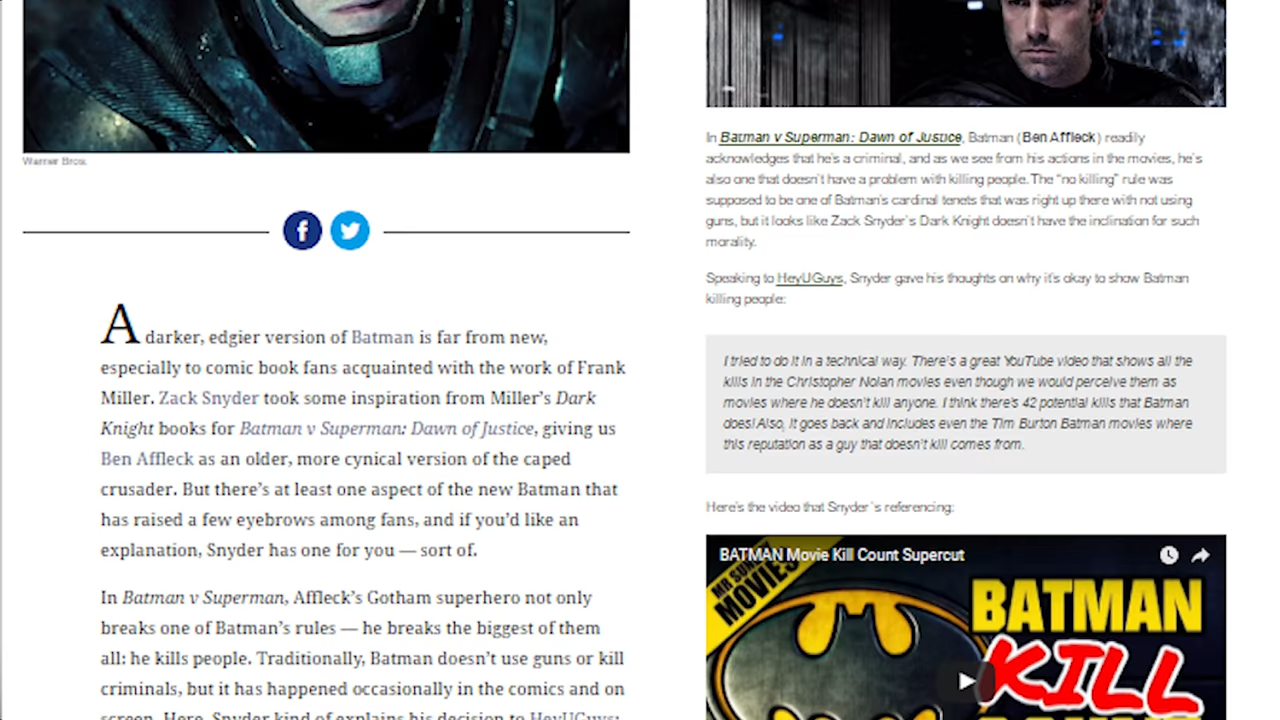 Warner Bros.
A darker, edgier version of Batman is far from new,
especially to comic book fans acquainted with the work of Frank
Miller. Zack Snyder took some inspiration from Miller’s Dark
Knight books for Batman v Superman: Dawn of Justice, giving us
Ben Affleck as an older, more cynical version of the caped
crusader. But there’s at least one aspect of the new Batman that
has raised a few eyebrows among fans, and if you’d like an
explanation, Snyder has one for you — sort of.
In Batman v Superman, Affleck’s Gotham superhero not only
breaks one of Batman’s rules — he breaks the biggest of them
all: he kills people. Traditionally, Batman doesn’t use guns or kill
criminals, but it has happened occasionally in the comics and on
screen. Here, Snyder kind of explains his decision to HeyUGuys:
In Batman v Superman: Dawn of Justice, Batman (Ben Affleck) readily
acknowledges that he’s a criminal, and as we see from his actions in the movies, he’s
also one that doesn’t have a problem with killing people. The “no killing” rule was
supposed to be one of Batman’s cardinal tenets that was right up there with not using
guns, but it looks like Zack Snyder’s Dark Knight doesn’t have the inclination for such
morality.
Speaking to HeyUGuys, Snyder gave his thoughts on why it’s okay to show Batman
killing people:
I tried to do it in a technical way. There’s a great YouTube video that shows all the
kills in the Christopher Nolan movies even though we would perceive them as
movies where he doesn’t kill anyone. I think there’s 42 potential kills that Batman
does! Also, it goes back and includes even the Tim Burton Batman movies where
this reputation as a guy that doesn’t kill comes from.
Here’s the video that Snyder’s referencing:
BATMAN Movie Kill Count Supercut
MR SUNDAY
MOVIES
BATMAN
KILL